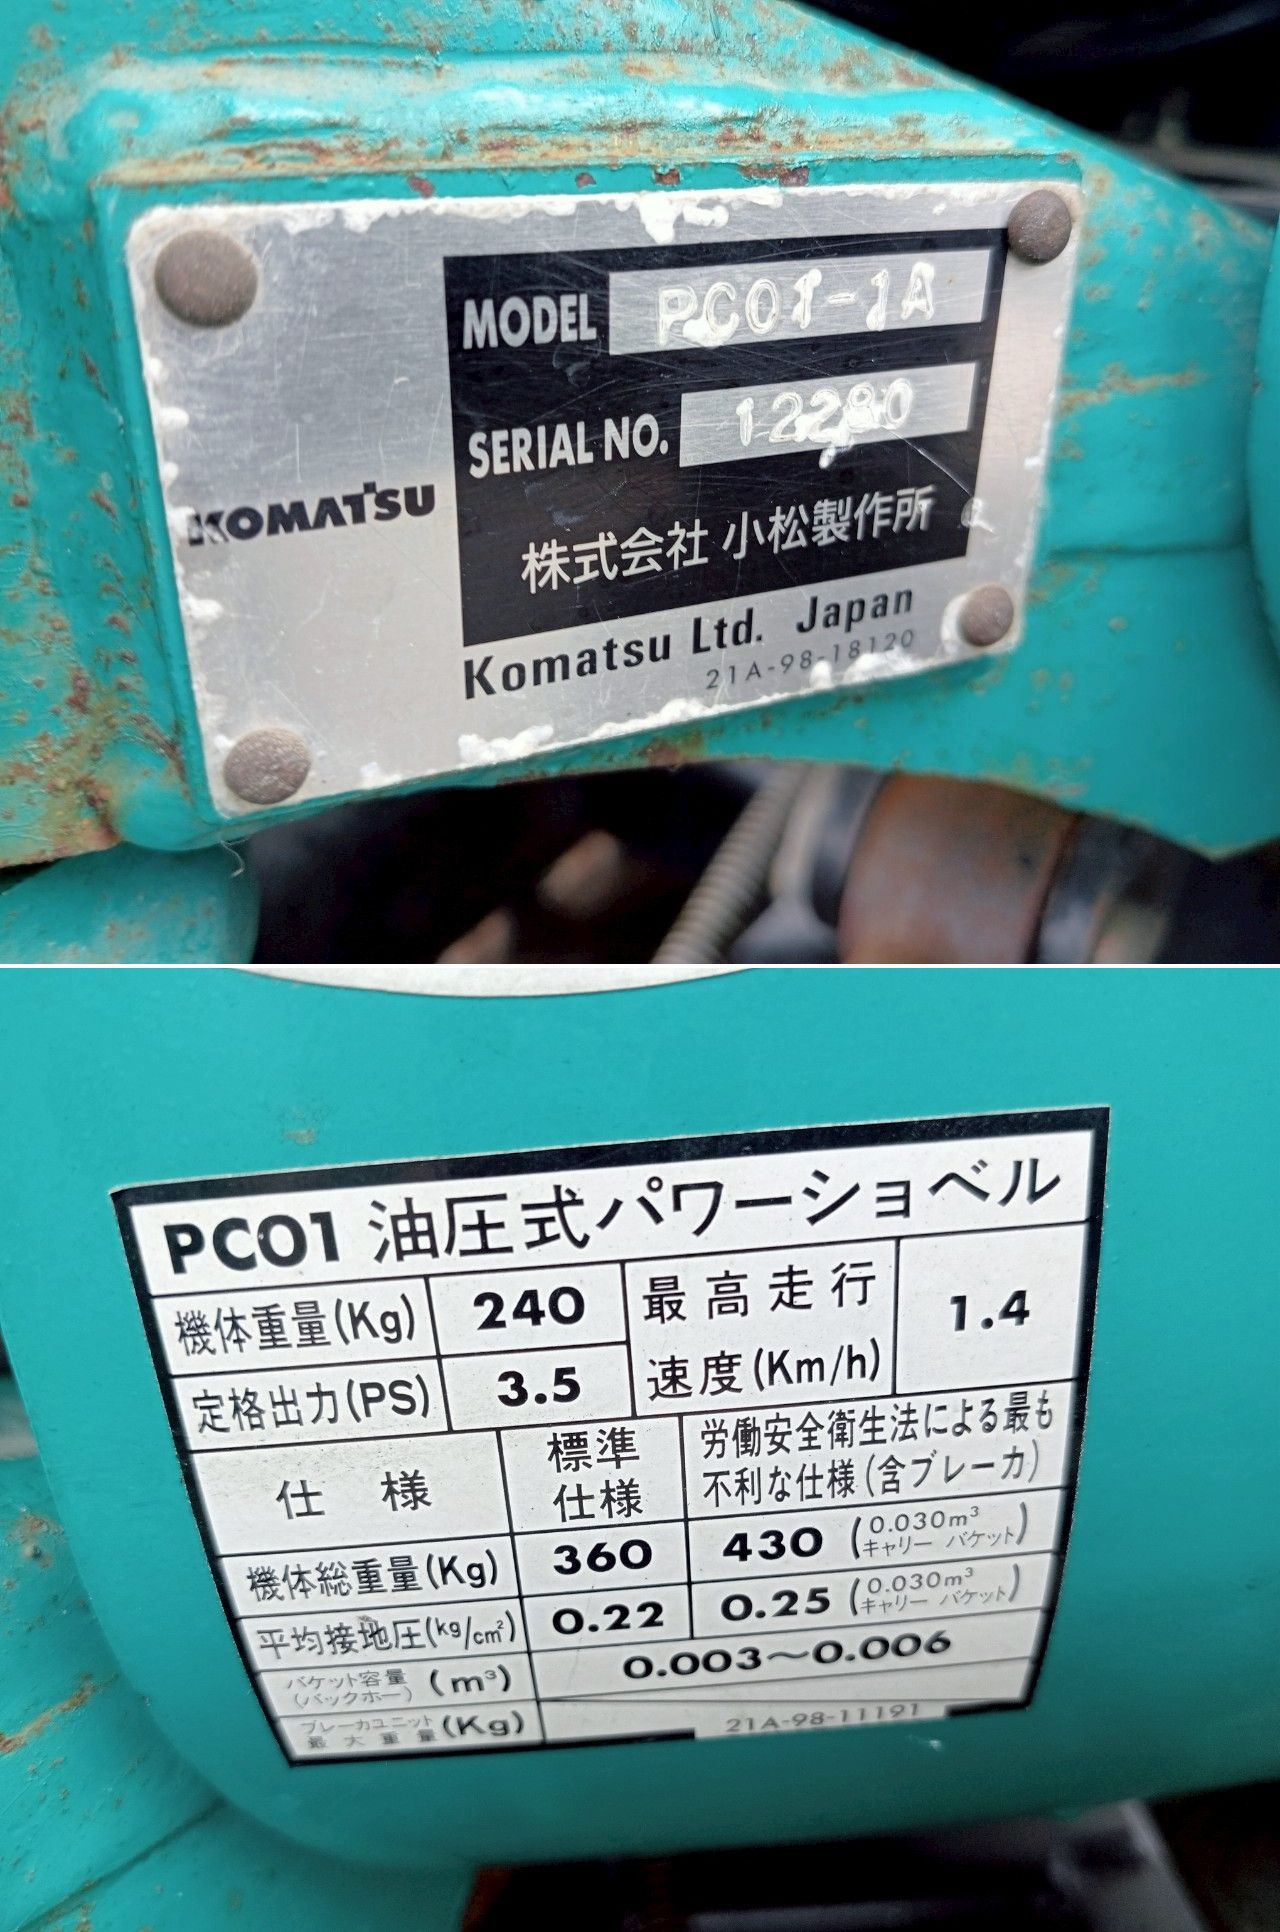 MODEL PC01-1A
SERIAL NO. 12280
KOMATSU
株式会社 小松製作所
Komatsu Ltd. Japan
21A-98-18120
PC01 油圧式パワーショベル
機体重量(Kg) 240
最高走行
速度(Km/h) 1.4
定格出力(PS) 3.5
仕様
標準
仕様
労働安全衛生法による最も
不利な仕様(含ブレーカ)
機体総重量(Kg) 360 430 (0.030m³
キャリー バケット)
平均接地圧(kg/cm²) 0.22 0.25 (0.030m³
キャリー バケット)
バケット容量
(バックホー) (m³) 0.003〜0.006
ブレーカユニット
最大重量 (Kg)
21A-98-11191